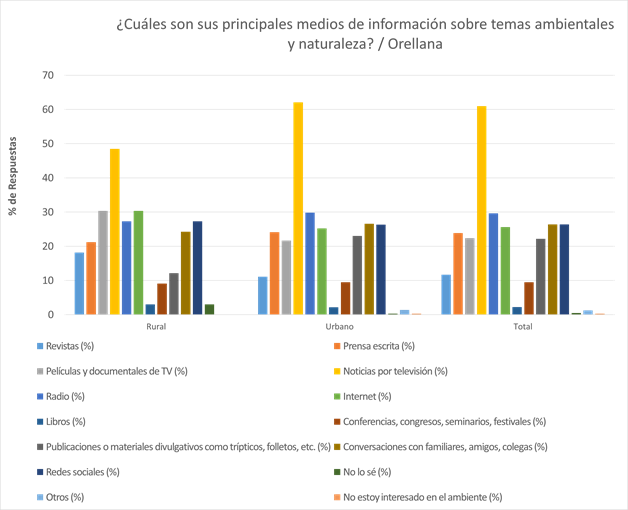 ¿Cuáles son sus principales medios de información sobre temas ambientales
y naturaleza? / Orellana
% de Respuestas
70
60
50
40
30
20
10
0
Rural Urbano Total
Revistas (%) Prensa escrita (%)
Películas y documentales de TV (%) Noticias por televisión (%)
Radio (%) Internet (%)
Libros (%) Conferencias, congresos, seminarios, festivales (%)
Publicaciones o materiales divulgativos como trípticos, folletos, etc. (%) Conversaciones con familiares, amigos, colegas (%)
Redes sociales (%) No lo sé (%)
Otros (%) No estoy interesado en el ambiente (%)